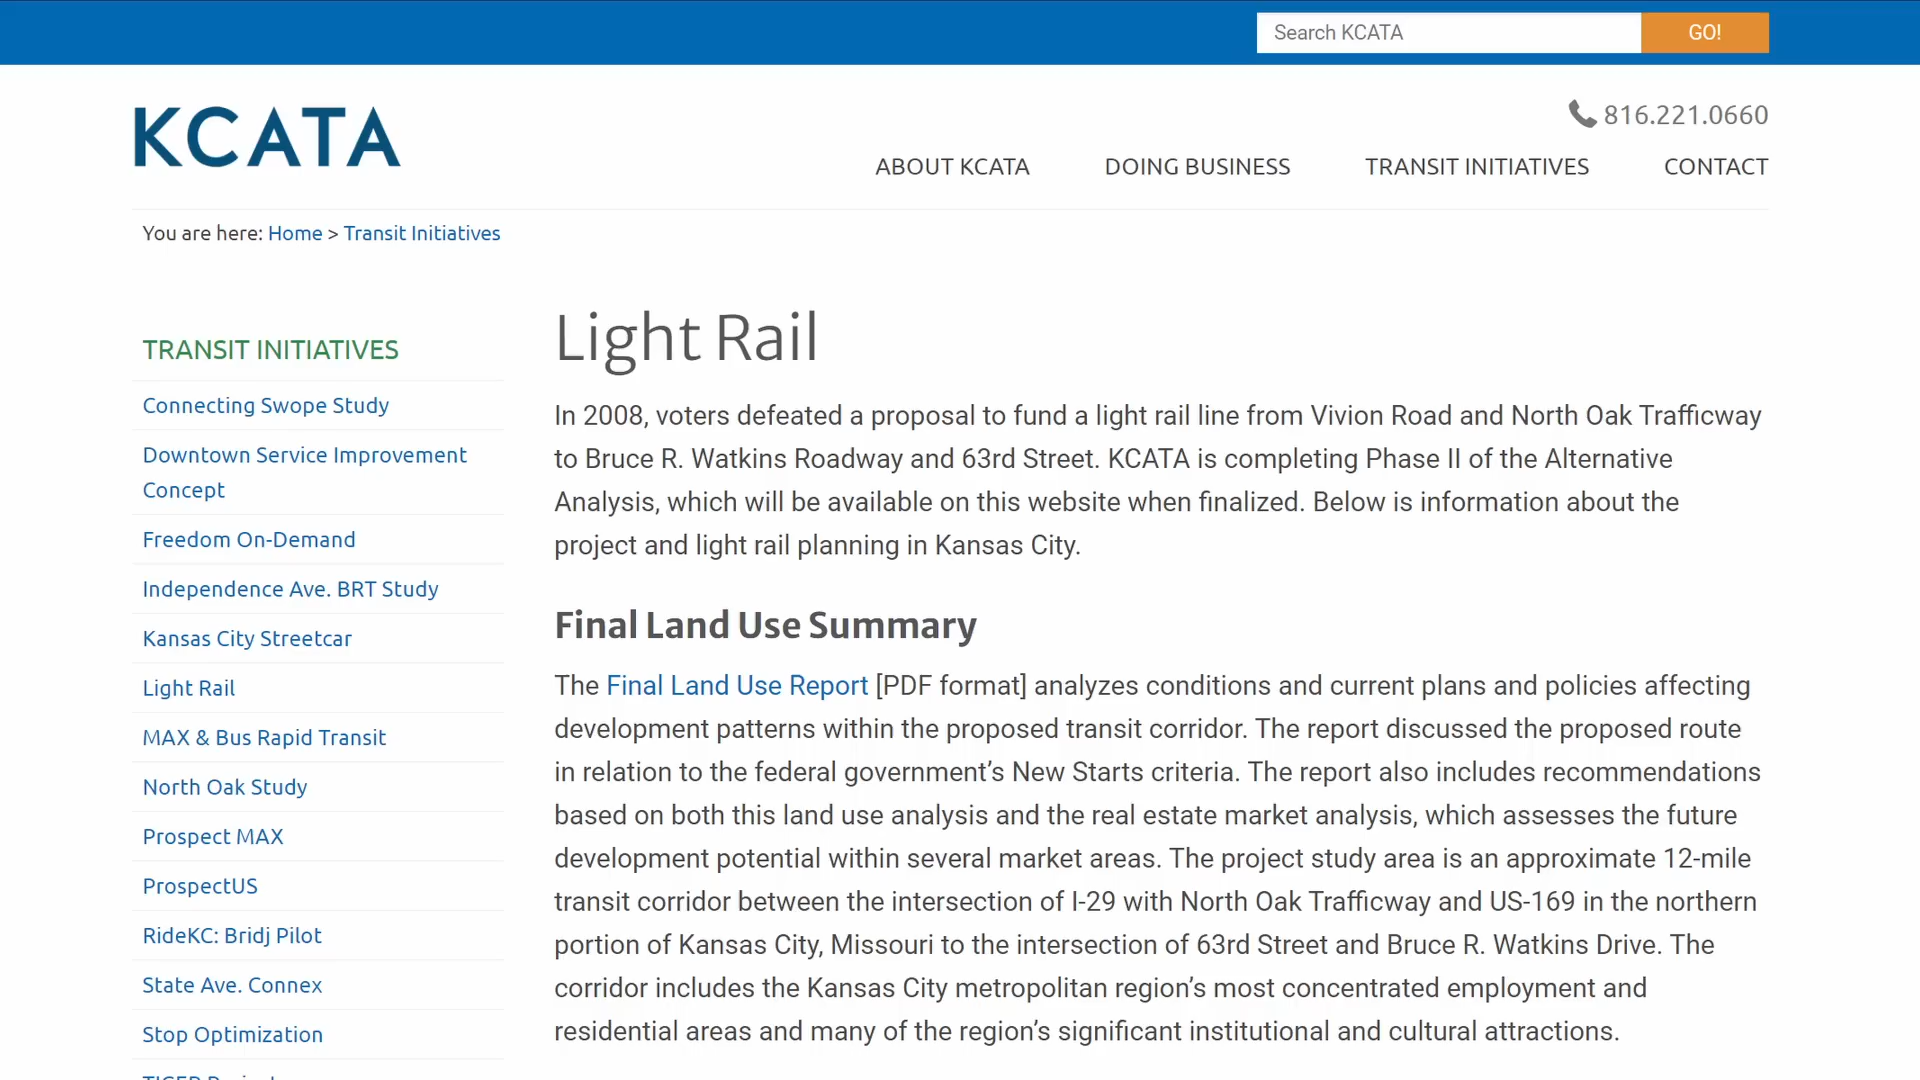 Search KCATA
GO!
KCATA
816.221.0660
ABOUT KCATA
DOING BUSINESS
TRANSIT INITIATIVES
CONTACT
You are here: Home > Transit Initiatives
TRANSIT INITIATIVES
Connecting Swope Study
Downtown Service Improvement
Concept
Freedom On-Demand
Independence Ave. BRT Study
Kansas City Streetcar
Light Rail
MAX & Bus Rapid Transit
North Oak Study
Prospect MAX
ProspectUS
RideKC: Bridj Pilot
State Ave. Connex
Stop Optimization
Light Rail
In 2008, voters defeated a proposal to fund a light rail line from Vivion Road and North Oak Trafficway
to Bruce R. Watkins Roadway and 63rd Street. KCATA is completing Phase II of the Alternative
Analysis, which will be available on this website when finalized. Below is information about the
project and light rail planning in Kansas City.
Final Land Use Summary
The Final Land Use Report [PDF format] analyzes conditions and current plans and policies affecting
development patterns within the proposed transit corridor. The report discussed the proposed route
in relation to the federal government’s New Starts criteria. The report also includes recommendations
based on both this land use analysis and the real estate market analysis, which assesses the future
development potential within several market areas. The project study area is an approximate 12-mile
transit corridor between the intersection of I-29 with North Oak Trafficway and US-169 in the northern
portion of Kansas City, Missouri to the intersection of 63rd Street and Bruce R. Watkins Drive. The
corridor includes the Kansas City metropolitan region’s most concentrated employment and
residential areas and many of the region’s significant institutional and cultural attractions.